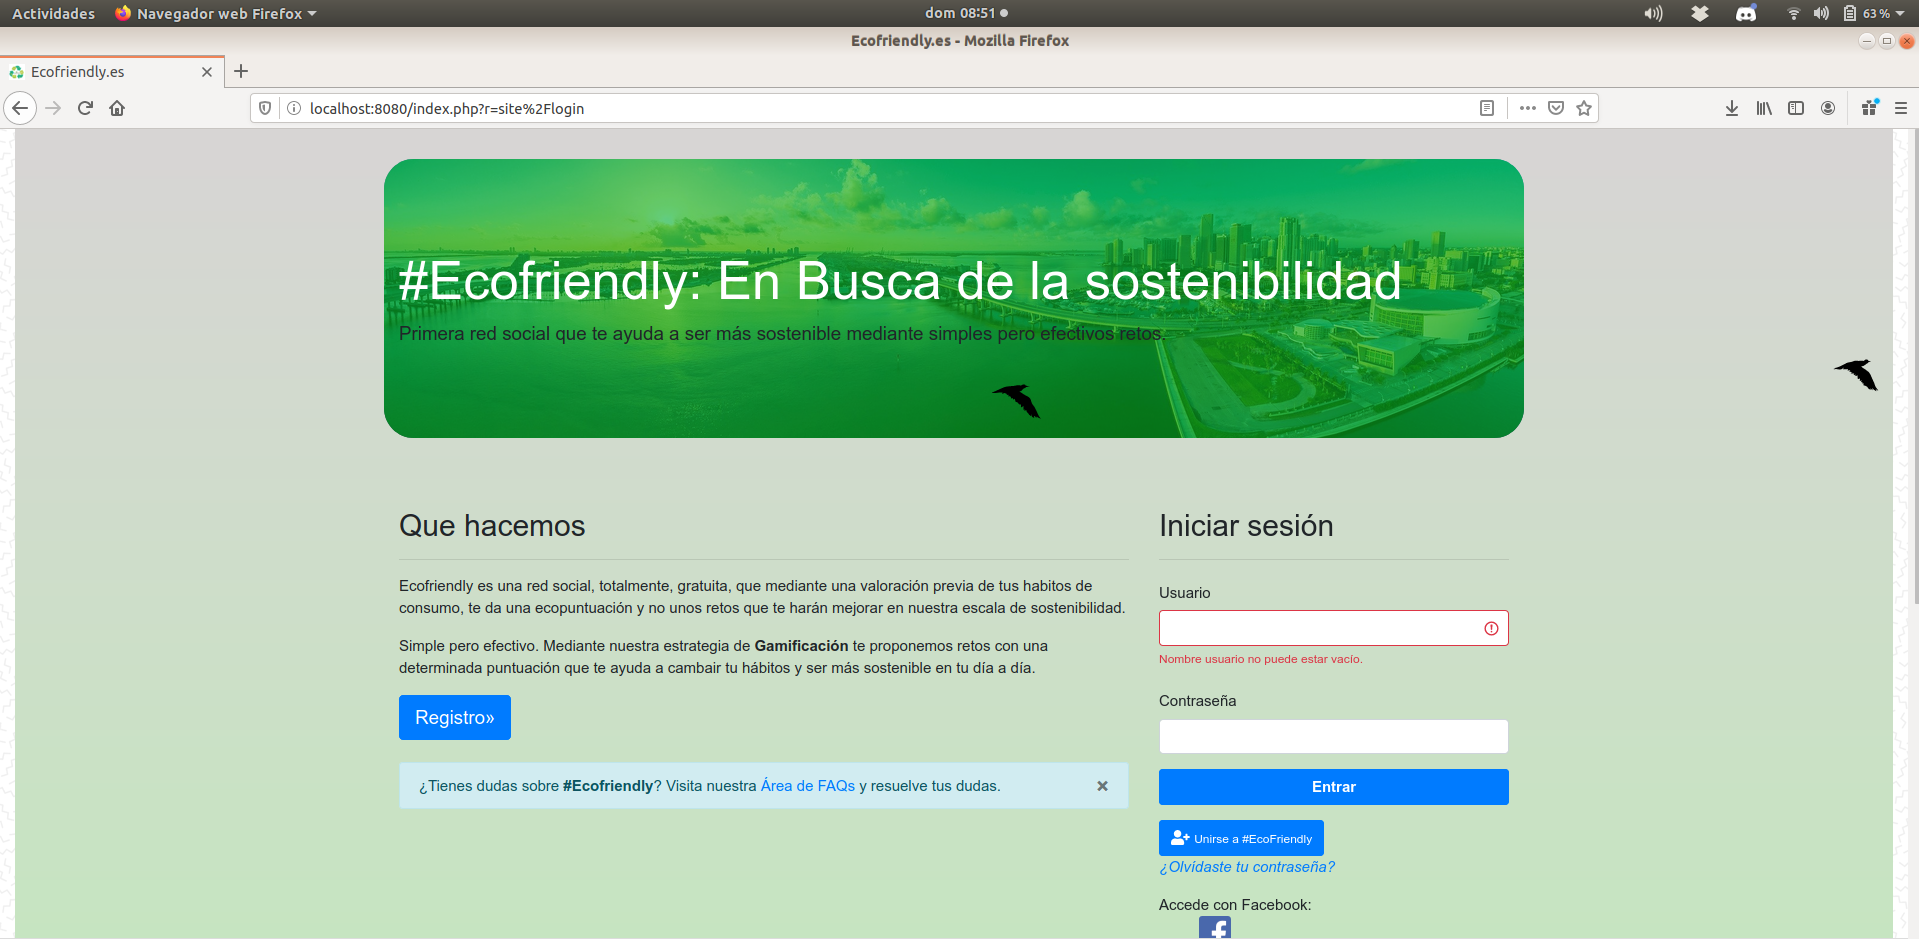 Actividades Navegador web Firefox dom 08:51 63 %
Ecofriendly.es - Mozilla Firefox
Ecofriendly.es
localhost:8080/index.php?r=site%2Flogin
#Ecofriendly: En Busca de la sostenibilidad
Primera red social que te ayuda a ser más sostenible mediante simples pero efectivos retos.
Que hacemos
Ecofriendly es una red social, totalmente, gratuita, que mediante una valoración previa de tus habitos de
consumo, te da una ecopuntuación y no unos retos que te harán mejorar en nuestra escala de sostenibilidad.
Simple pero efectivo. Mediante nuestra estrategia de Gamificación te proponemos retos con una
determinada puntuación que te ayuda a cambair tu hábitos y ser más sostenible en tu día a día.
Registro»
¿Tienes dudas sobre #Ecofriendly? Visita nuestra Área de FAQs y resuelve tus dudas.
Iniciar sesión
Usuario
Nombre usuario no puede estar vacío.
Contraseña
Entrar
Unirse a #EcoFriendly
¿Olvidaste tu contraseña?
Accede con Facebook: